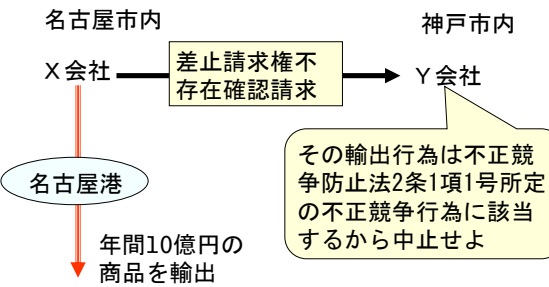 名古屋市内
神戸市内
X会社
差止請求権不
存在確認請求
Y会社
その輸出行為は不正競
争防止法2条1項1号所定
の不正競争行為に該当
するから中止せよ
名古屋港
年間10億円の
商品を輸出